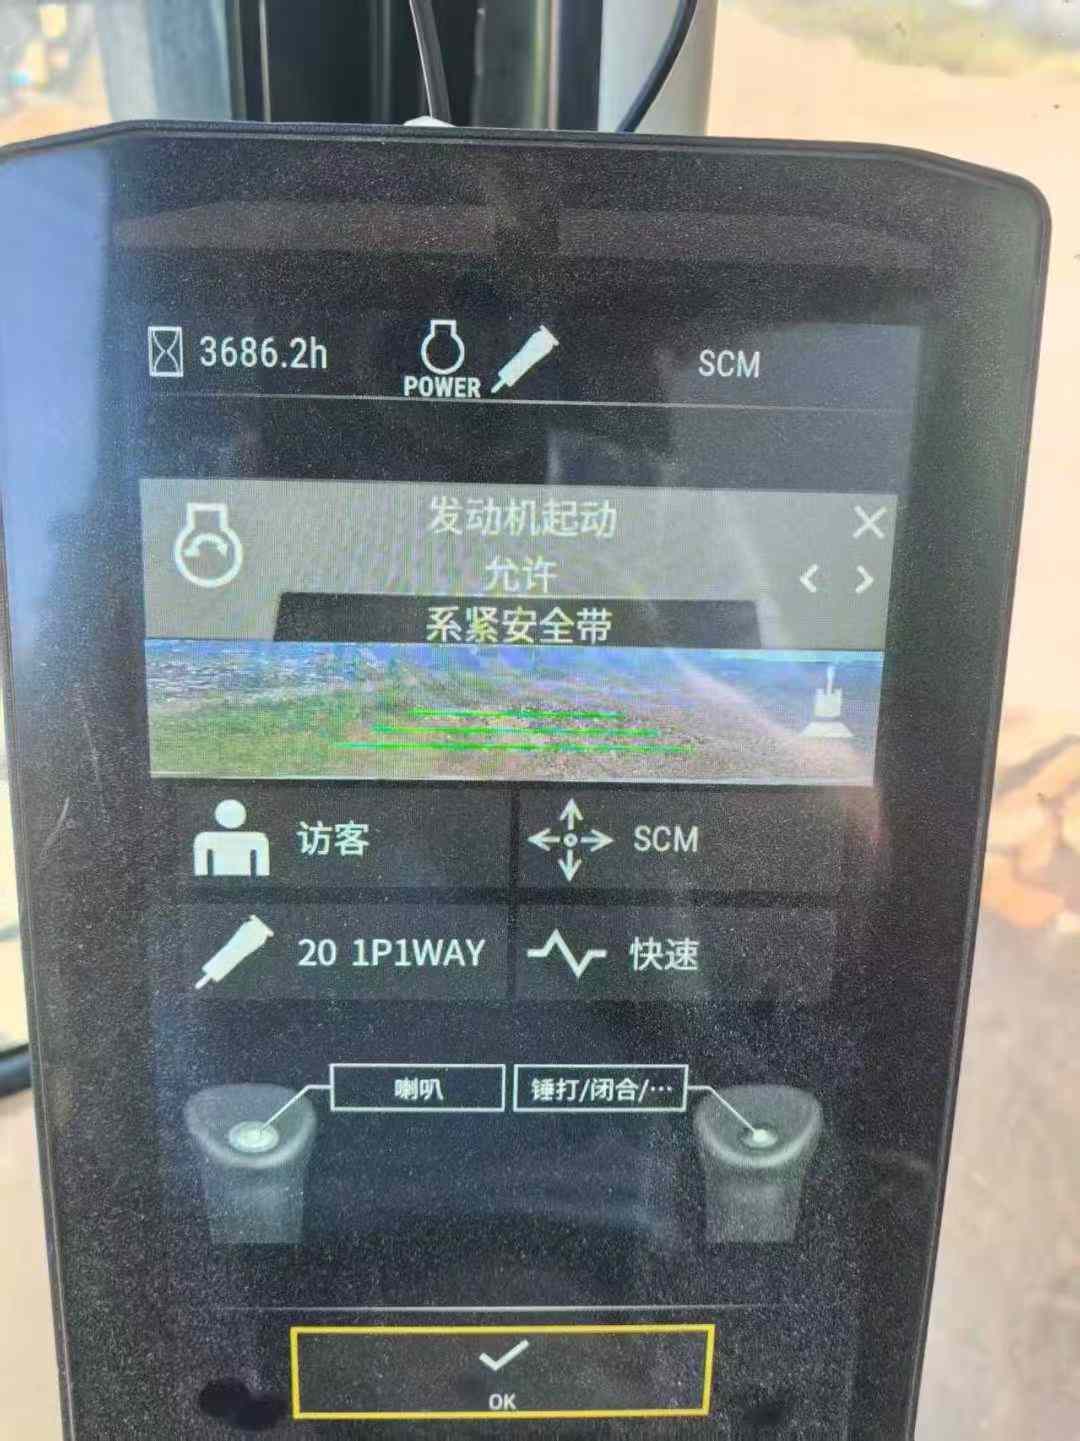 3686.2h
POWER
SCM
发动机起动
允许
系紧安全带
访客
SCM
20 1P1WAY
快速
喇叭
锤打/闭合/…
OK